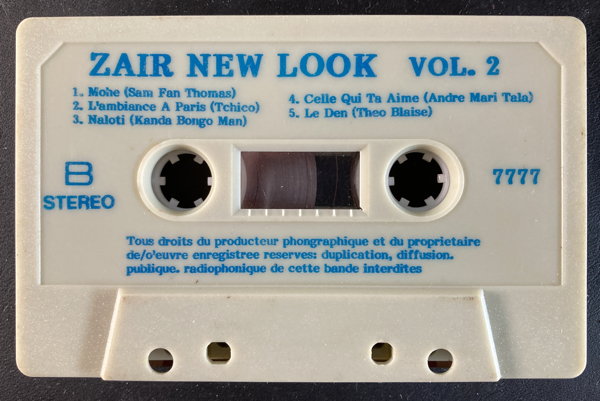 ZAIR NEW LOOK VOL. 2
1. Mohe (Sam Fan Thomas)
2. L'ambiance A Paris (Tchico)
3. Naloti (Kanda Bongo Man)
4. Celle Qui Ta Aime (Andre Mari Tala)
5. Le Den (Theo Blaise)
B
STEREO
7777
Tous droits du producteur phongraphique et du proprietaire
de/o'euvre enregistree reserves: duplication, diffusion.
publique. radiophonique de cette bande interdites